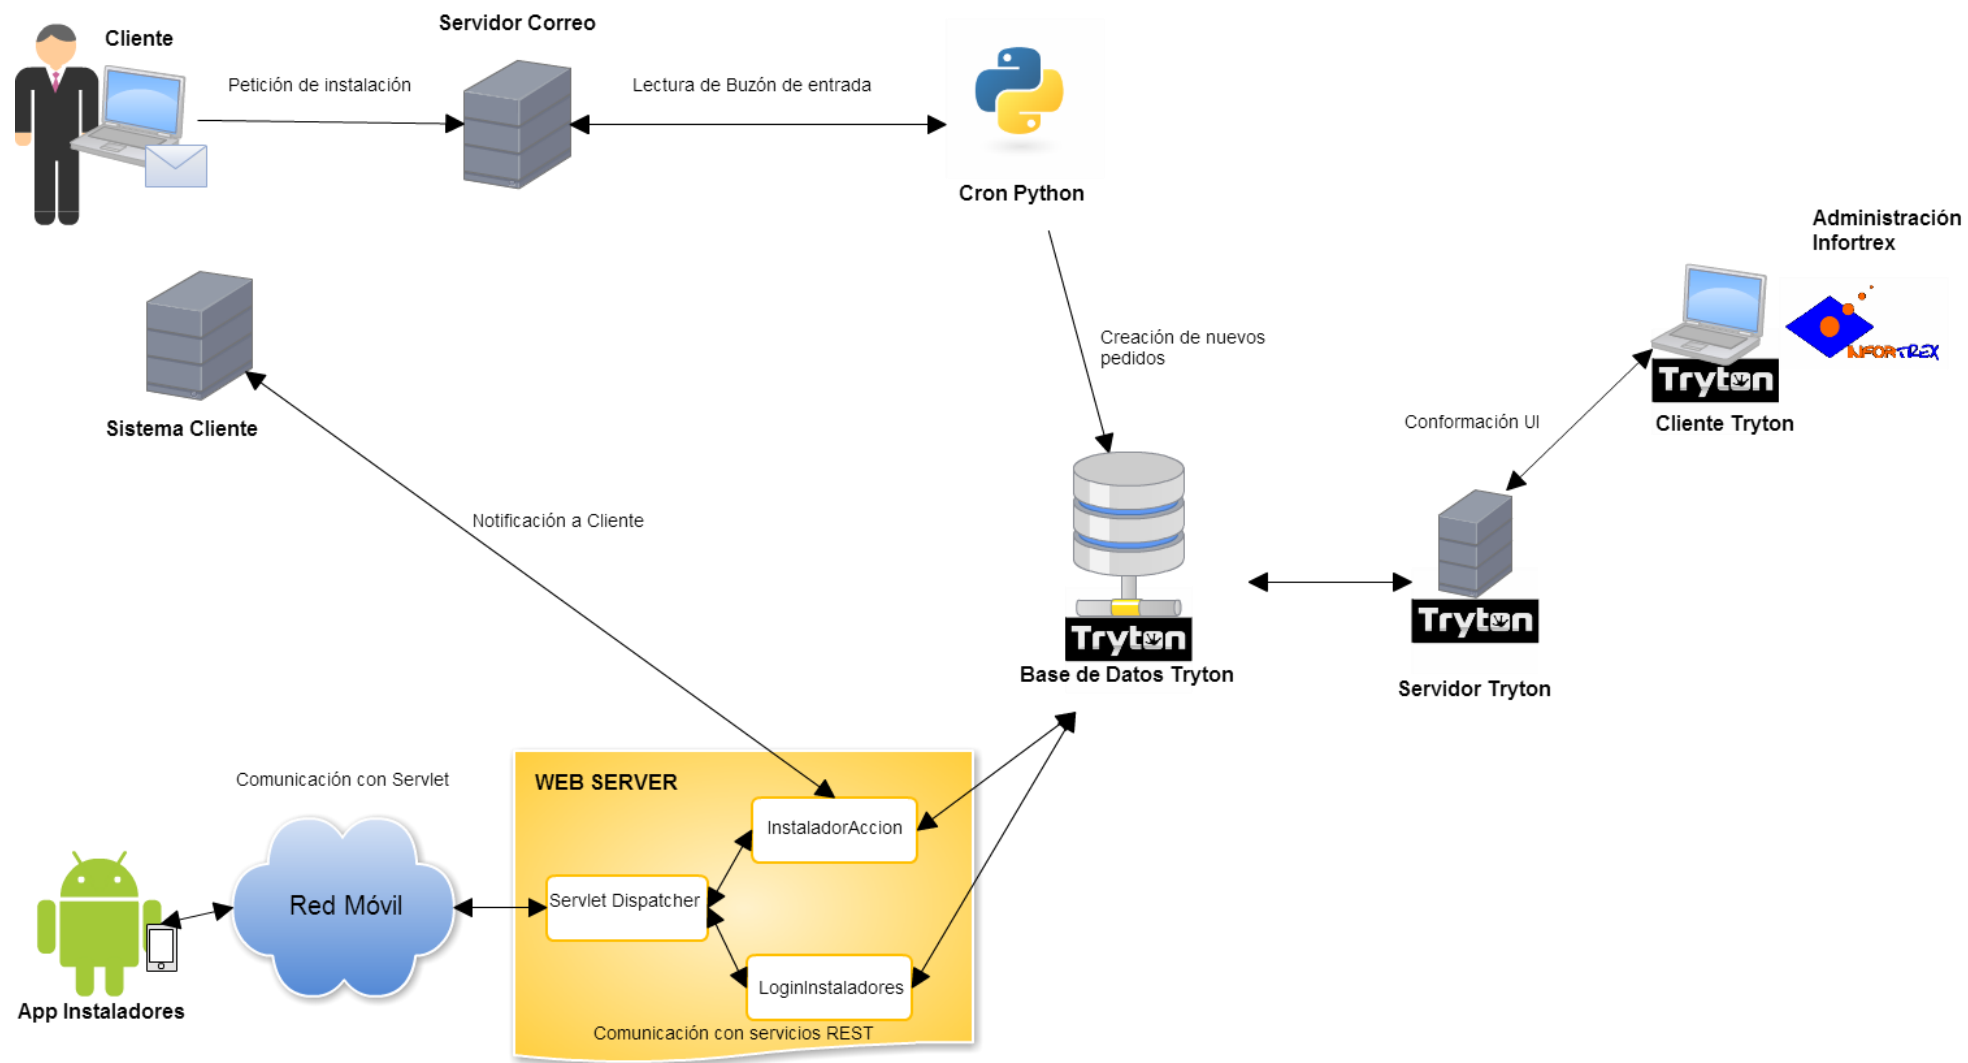 Servidor Correo
Cliente
Petición de instalación
Lectura de Buzón de entrada
Cron Python
Administración
Infortrex
INFORTREX
Tryton
Cliente Tryton
Creación de nuevos
pedidos
Conformación UI
Sistema Cliente
Notificación a Cliente
Tryton
Base de Datos Tryton
Tryton
Servidor Tryton
Comunicación con Servlet
WEB SERVER
InstaladorAccion
Red Móvil
Servlet Dispatcher
LoginInstaladores
App Instaladores
Comunicación con servicios REST